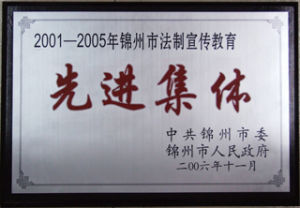 2001—2005年锦州市法制宣传教育
先进集体
中共锦州市委
锦州市人民政府
二00六年十一月